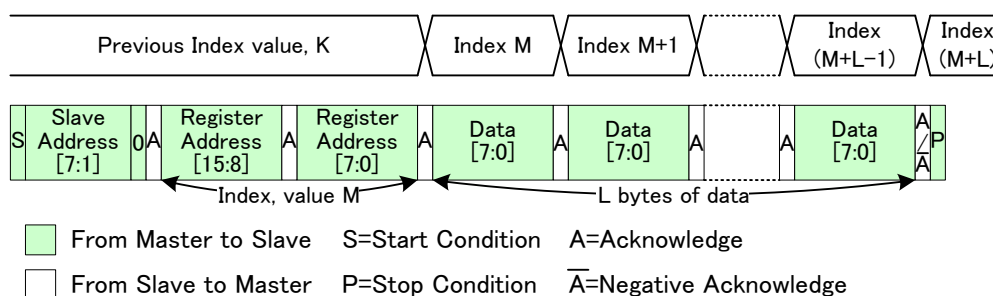 Previous Index value, K
Index M
Index M+1
Index
(M+L−1)
Index
(M+L)
S
Slave
Address
[7:1]
0
A
Register
Address
[15:8]
A
Register
Address
[7:0]
A
Data
[7:0]
A
Data
[7:0]
A
A
Data
[7:0]
A
/
A̅
P
Index, value M
L bytes of data
From Master to Slave S=Start Condition A=Acknowledge
From Slave to Master P=Stop Condition A̅=Negative Acknowledge